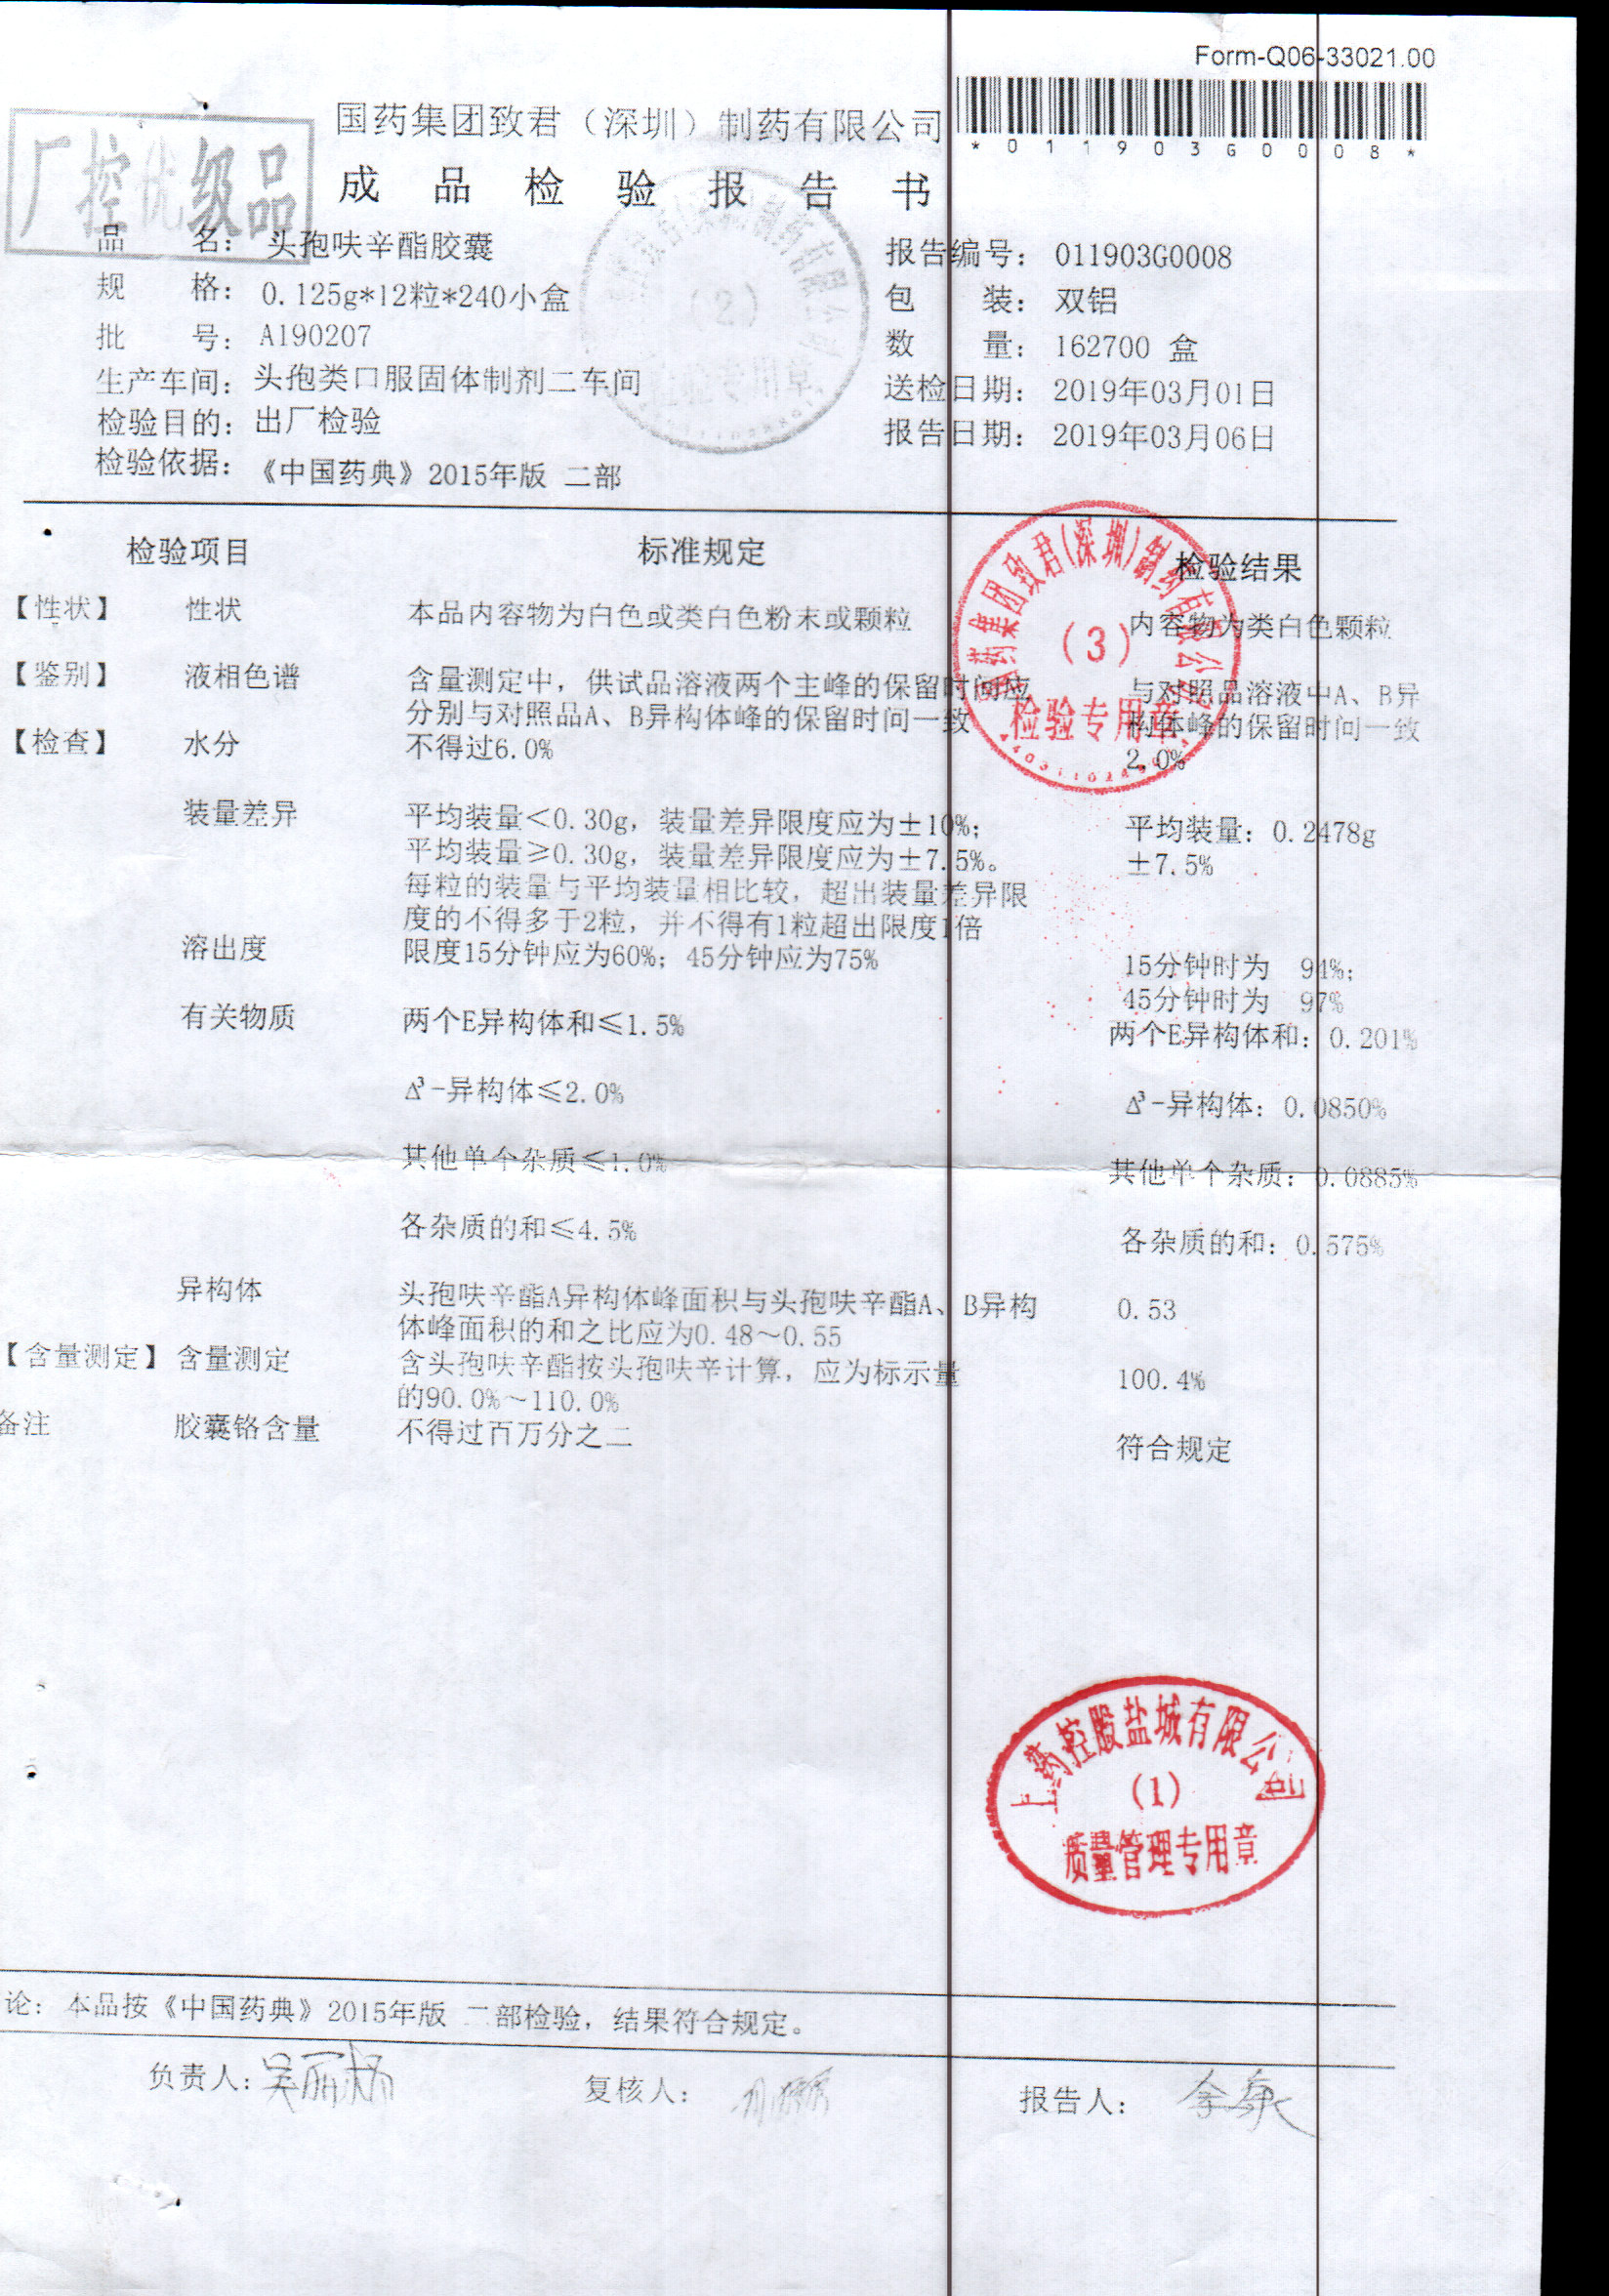 Form-Q06-33021.00
*011903G0008*
国药集团致君（深圳）制药有限公司
厂控优级品
成品检验报告书
品名： 头孢呋辛酯胶囊 报告编号： 011903G0008
规格： 0.125g*12粒*240小盒 包装： 双铝
批号： A190207 数量： 162700 盒
生产车间： 头孢类口服固体制剂二车间 送检日期： 2019年03月01日
检验目的： 出厂检验 报告日期： 2019年03月06日
检验依据： 《中国药典》2015年版 二部
(2)
检验项目 标准规定 检验结果
【性状】 性状 本品内容物为白色或类白色粉末或颗粒 内容物为类白色颗粒
【鉴别】 液相色谱 含量测定中，供试品溶液两个主峰的保留时间应 与对照品溶液中A、B异
分别与对照品A、B异构体峰的保留时间一致 构体峰的保留时间一致
【检查】 水分 不得过6.0% 2.0%
国药集团致君(深圳)制药有限公司
(3)
检验专用章
装量差异 平均装量＜0.30g，装量差异限度应为±10%； 平均装量：0.2478g
平均装量≥0.30g，装量差异限度应为±7.5%。 ±7.5%
每粒的装量与平均装量相比较，超出装量差异限
度的不得多于2粒，并不得有1粒超出限度1倍
溶出度 限度15分钟应为60%；45分钟应为75% 15分钟时为 94%；
45分钟时为 97%
有关物质 两个E异构体和≤1.5% 两个E异构体和：0.201%
Δ³-异构体≤2.0% Δ³-异构体：0.0850%
其他单个杂质≤1.0% 其他单个杂质：0.0885%
各杂质的和≤4.5% 各杂质的和：0.575%
异构体 头孢呋辛酯A异构体峰面积与头孢呋辛酯A、B异构 0.53
体峰面积的和之比应为0.48～0.55
【含量测定】 含量测定 含头孢呋辛酯按头孢呋辛计算，应为标示量 100.4%
的90.0%～110.0%
备注 胶囊铬含量 不得过百万分之二 符合规定
上药控股盐城有限公司
(1)
质量管理专用章
论：本品按《中国药典》2015年版 二部检验，结果符合规定。
负责人： 复核人： 报告人：